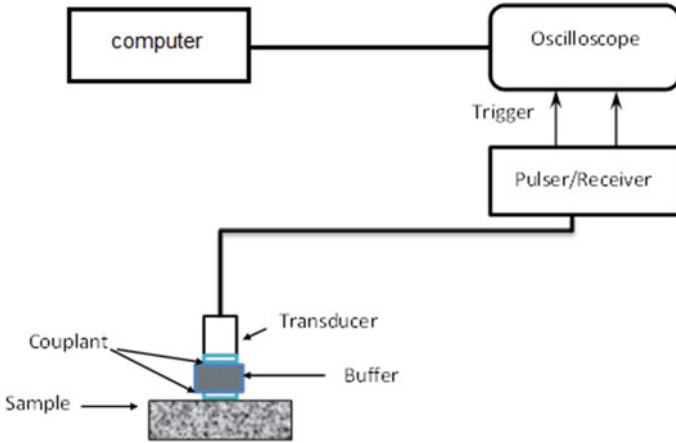 computer
Oscilloscope
Trigger
Pulser/Receiver
Transducer
Couplant
Buffer
Sample